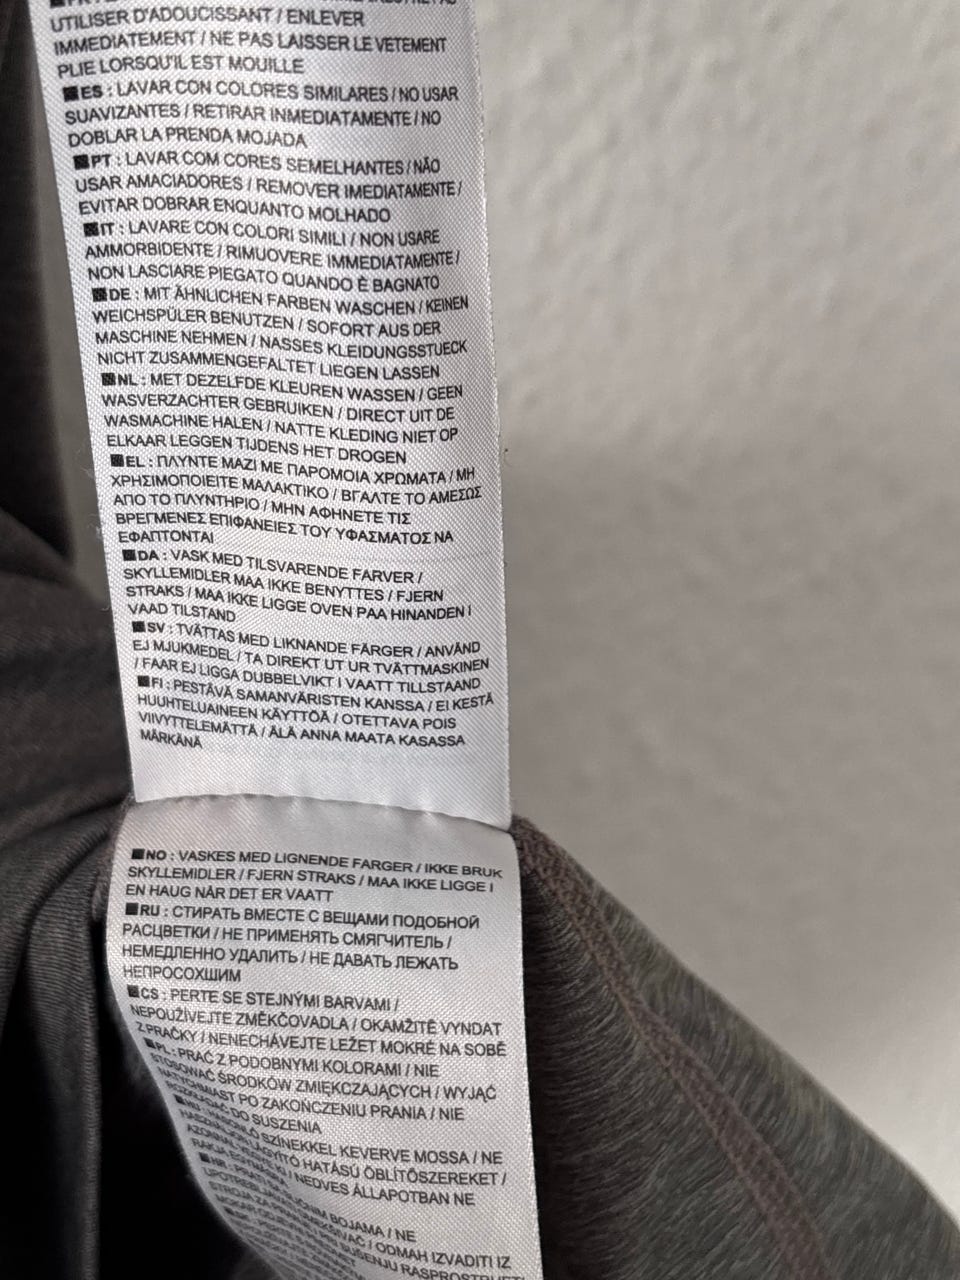 UTILISER D'ADOUCISSANT / ENLEVER
IMMEDIATEMENT / NE PAS LAISSER LE VETEMENT
PLIE LORSQU'IL EST MOUILLE
ES : LAVAR CON COLORES SIMILARES / NO USAR
SUAVIZANTES / RETIRAR INMEDIATAMENTE / NO
DOBLAR LA PRENDA MOJADA
PT : LAVAR COM CORES SEMELHANTES / NÃO
USAR AMACIADORES / REMOVER IMEDIATAMENTE /
EVITAR DOBRAR ENQUANTO MOLHADO
IT : LAVARE CON COLORI SIMILI / NON USARE
AMMORBIDENTE / RIMUOVERE IMMEDIATAMENTE /
NON LASCIARE PIEGATO QUANDO È BAGNATO
DE : MIT ÄHNLICHEN FARBEN WASCHEN / KEINEN
WEICHSPÜLER BENUTZEN / SOFORT AUS DER
MASCHINE NEHMEN / NASSES KLEIDUNGSSTUECK
NICHT ZUSAMMENGEFALTET LIEGEN LASSEN
NL : MET DEZELFDE KLEUREN WASSEN / GEEN
WASVERZACHTER GEBRUIKEN / DIRECT UIT DE
WASMACHINE HALEN / NATTE KLEDING NIET OP
ELKAAR LEGGEN TIJDENS HET DROGEN
EL : ΠΛΥΝΤΕ ΜΑΖΙ ΜΕ ΠΑΡΟΜΟΙΑ ΧΡΩΜΑΤΑ / ΜΗ
ΧΡΗΣΙΜΟΠΟΙΕΙΤΕ ΜΑΛΑΚΤΙΚΟ / ΒΓΑΛΤΕ ΤΟ ΑΜΕΣΩΣ
ΑΠΟ ΤΟ ΠΛΥΝΤΗΡΙΟ / ΜΗΝ ΑΦΗΝΕΤΕ ΤΙΣ
ΒΡΕΓΜΕΝΕΣ ΕΠΙΦΑΝΕΙΕΣ ΤΟΥ ΥΦΑΣΜΑΤΟΣ ΝΑ
ΕΦΑΠΤΟΝΤΑΙ
DA : VASK MED TILSVARENDE FARVER /
SKYLLEMIDLER MAA IKKE BENYTTES / FJERN
STRAKS / MAA IKKE LIGGE OVEN PAA HINANDEN I
VAAD TILSTAND
SV : TVÄTTAS MED LIKNANDE FÄRGER / ANVÄND
EJ MJUKMEDEL / TA DIREKT UT UR TVÄTTMASKINEN
/ FAAR EJ LIGGA DUBBELVIKT I VAATT TILLSTAAND
FI : PESTÄVÄ SAMANVÄRISTEN KANSSA / EI KESTÄ
HUUHTELUAINEEN KÄYTTÖÄ / OTETTAVA POIS
VIIVYTTELEMÄTTÄ / ÄLÄ ANNA MAATA KASASSA
MÄRKÄNÄ
NO : VASKES MED LIGNENDE FARGER / IKKE BRUK
SKYLLEMIDLER / FJERN STRAKS / MAA IKKE LIGGE I
EN HAUG NÄR DET ER VAATT
RU : СТИРАТЬ ВМЕСТЕ С ВЕЩАМИ ПОДОБНОЙ
РАСЦВЕТКИ / НЕ ПРИМЕНЯТЬ СМЯГЧИТЕЛЬ /
НЕМЕДЛЕННО УДАЛИТЬ / НЕ ДАВАТЬ ЛЕЖАТЬ
НЕПРОСОХШИМ
CS : PERTE SE STEJNÝMI BARVAMI /
NEPOUŽÍVEJTE ZMĚKČOVADLA / OKAMŽITĚ VYNDAT
Z PRAČKY / NENECHÁVEJTE LEŽET MOKRÉ NA SOBĚ
PL : PRAĆ Z PODOBNYMI KOLORAMI / NIE
STOSOWAĆ ŚRODKÓW ZMIĘKCZAJĄCYCH / WYJĄĆ
NATYCHMIAST PO ZAKOŃCZENIU PRANIA / NIE
ROZKŁADAĆ DO SUSZENIA
HASONLÓ SZÍNEKKEL KEVERVE MOSSA / NE
LÁGYÍTÓ HATÁSÚ ÖBLÍTŐSZEREKET /
NEDVES ÁLLAPOTBAN NE
BOJAMA / NE
/ ODMAH IZVADITI IZ